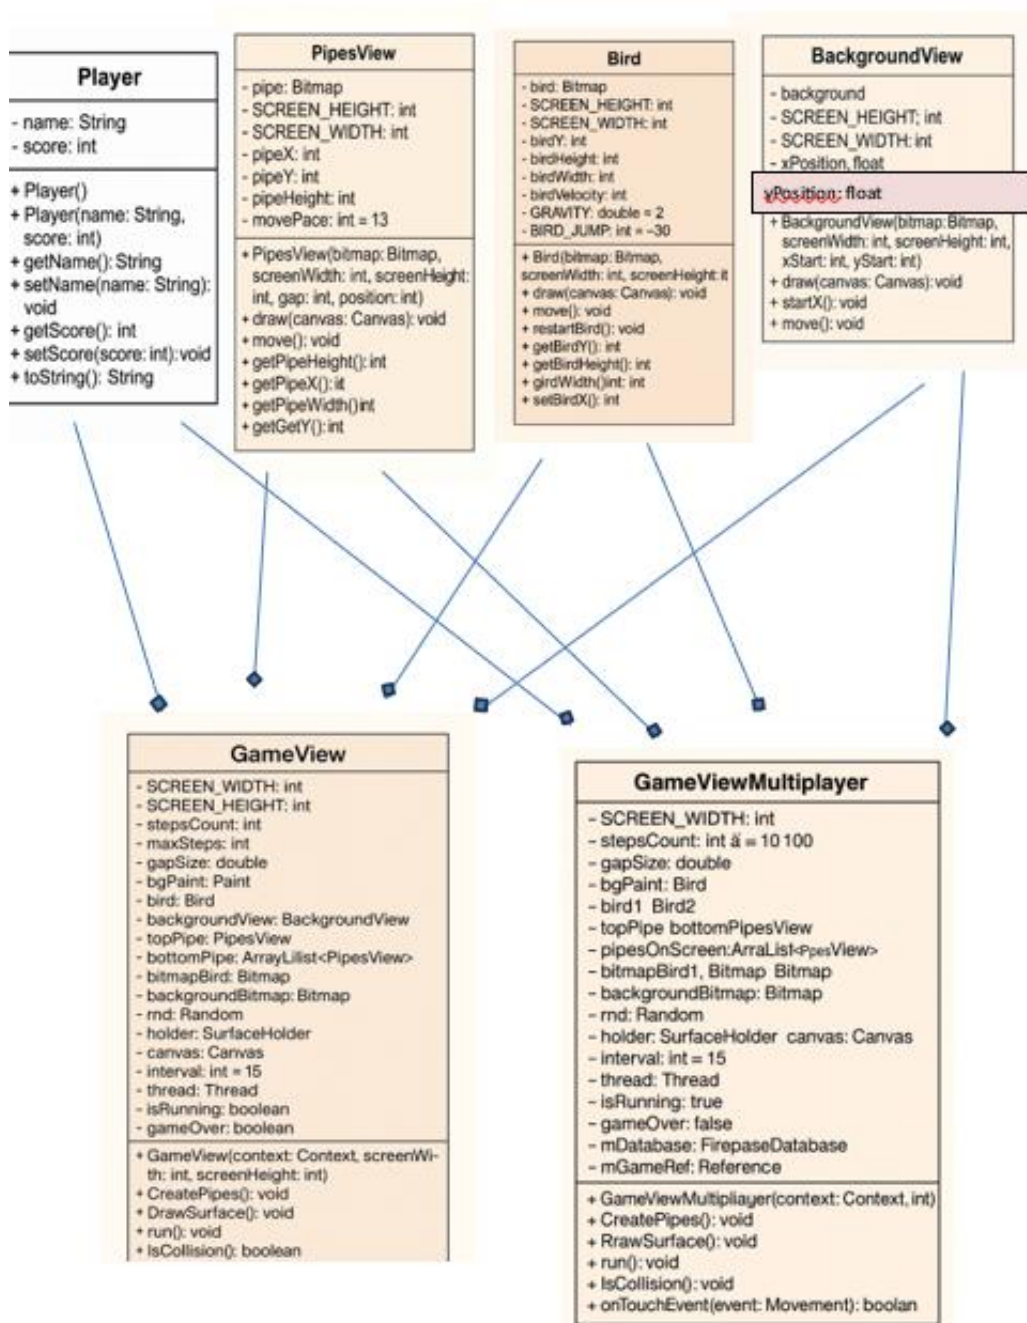 Player
- name: String
- score: int
+ Player()
+ Player(name: String,
score: int)
+ getName(): String
+ setName(name: String):
void
+ getScore(): int
+ setScore(score: int): void
+ toString(): String
PipesView
- pipe: Bitmap
- SCREEN_HEIGHT: int
- SCREEN_WIDTH: int
- pipeX: int
- pipeY: int
- pipeHeight: int
- movePace: int = 13
+ PipesView(bitmap: Bitmap,
screenWidth: int, screenHeight:
int, gap: int, position: int)
+ draw(canvas: Canvas): void
+ move(): void
+ getPipeHeight(): int
+ getPipeX(): it
+ getPipeWidth()int
+ getGetY(): int
Bird
- bird: Bitmap
- SCREEN_HEIGHT: int
- SCREEN_WIDTH: int
- birdY: int
- birdHeight: int
- birdWidth: int
- birdVelocity: int
- GRAVITY: double = 2
- BIRD_JUMP: int = –30
+ Bird(bitmap: Bitmap,
screenWidth: int, screenHeight: it
+ draw(canvas: Canvas): void
+ move(): void
+ restartBird(): void
+ getBirdY(): int
+ getBirdHeight(): int
+ girdWidth()int: int
+ setBirdX(): int
BackgroundView
- background
- SCREEN_HEIGHT; int
- SCREEN_WIDTH: int
- xPosition, float
yPosition: float
+ BackgroundView(bitmap: Bitmap,
screenWidth: int, screenHeight: int,
xStart: int, yStart: int)
+ draw(canvas: Canvas): void
+ startX(): void
+ move(): void
GameView
- SCREEN_WIDTH: int
- SCREEN_HEIGHT: int
- stepsCount: int
- maxSteps: int
- gapSize: double
- bgPaint: Paint
- bird: Bird
- backgroundView: BackgroundView
- topPipe: PipesView
- bottomPipe: ArrayLilist<PipesView>
- bitmapBird: Bitmap
- backgroundBitmap: Bitmap
- rnd: Random
- holder: SurfaceHolder
- canvas: Canvas
- interval: int = 15
- thread: Thread
- isRunning: boolean
- gameOver: boolean
+ GameView(context: Context, screenWi-
th: int, screenHeight: int)
+ CreatePipes(): void
+ DrawSurface(): void
+ run(): void
+ IsCollision(): boolean
GameViewMultiplayer
– SCREEN_WIDTH: int
– stepsCount: int ä = 10 100
– gapSize: double
– bgPaint: Bird
– bird1 Bird2
– topPipe bottomPipesView
– pipesOnScreen:ArraList<PpesView>
– bitmapBird1, Bitmap Bitmap
– backgroundBitmap: Bitmap
– rnd: Random
– holder: SurfaceHolder canvas: Canvas
– interval: int = 15
– thread: Thread
– isRunning: true
– gameOver: false
– mDatabase: FirepaseDatabase
– mGameRef: Reference
+ GameViewMultipliayer(context: Context, int)
+ CreatePipes(): void
+ RrawSurface(): void
+ run(): void
+ IsCollision(): void
+ onTouchEvent(event: Movement): boolan